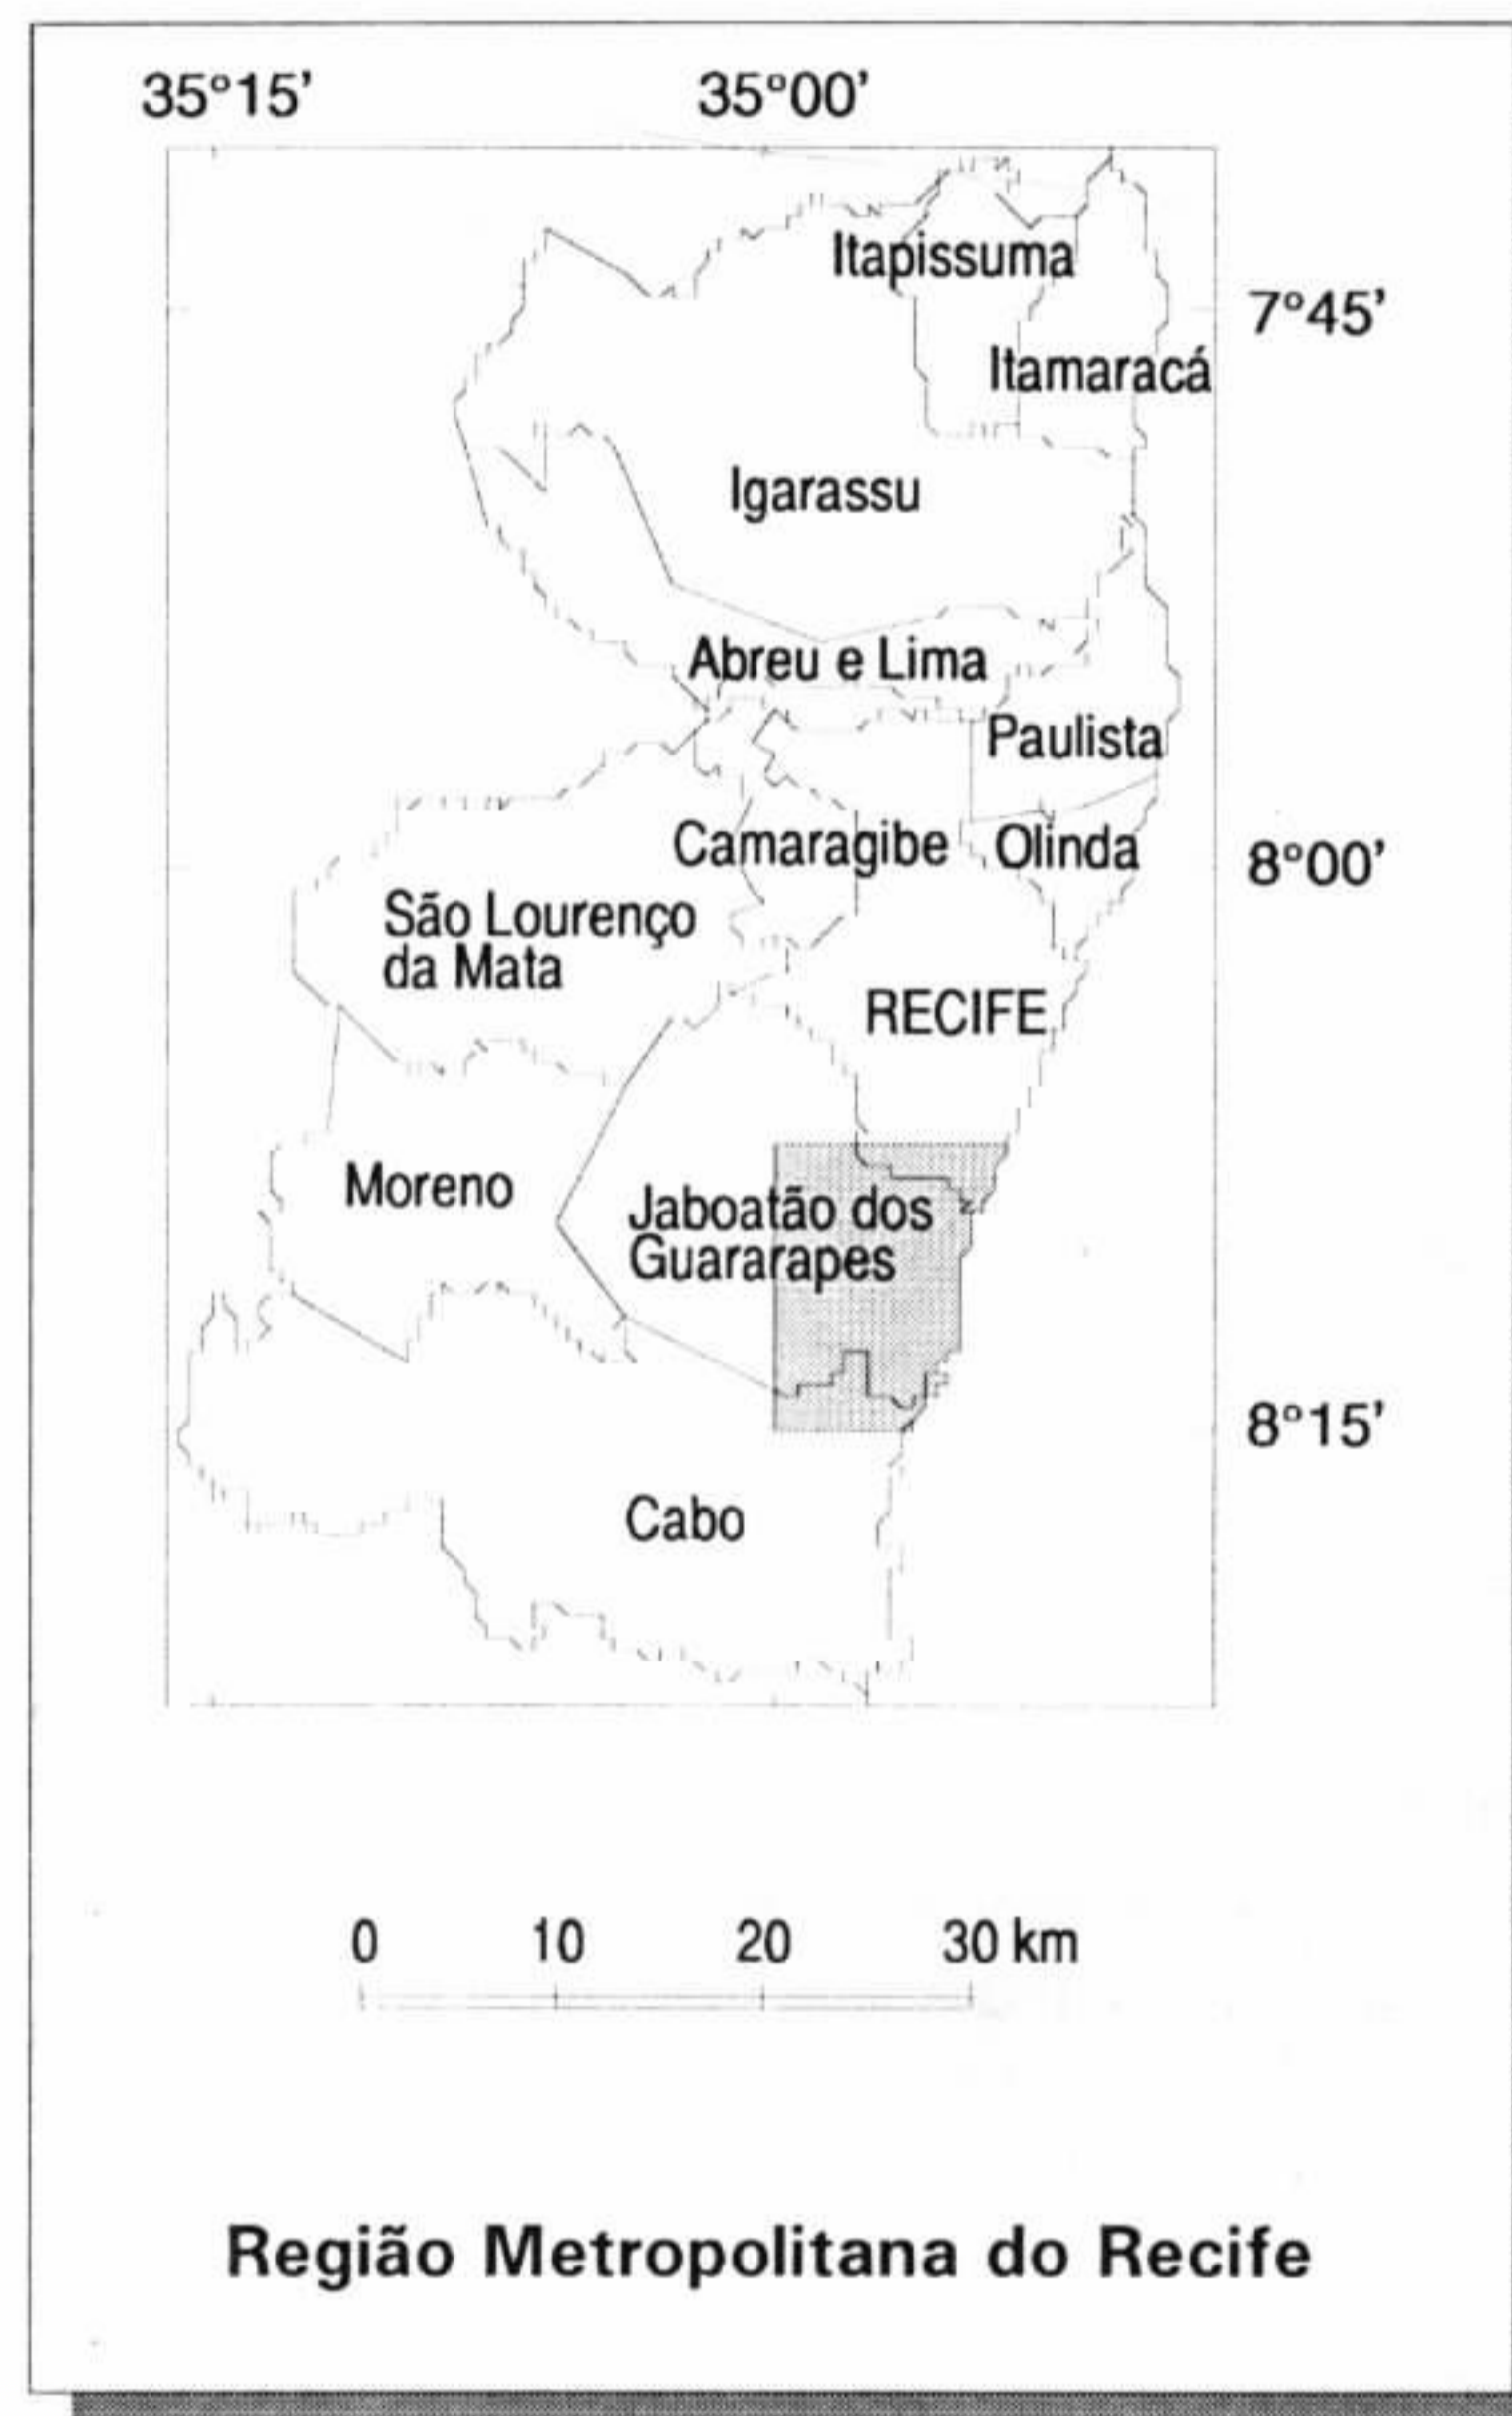 35°15' 35°00'
Itapissuma
7°45'
Itamaracá
Igarassu
Abreu e Lima
Paulista
Camaragibe
Olinda
8°00'
São Lourenço
da Mata
RECIFE
Moreno
Jaboatão dos
Guararapes
8°15'
Cabo
0 10 20 30 km
Região Metropolitana do Recife